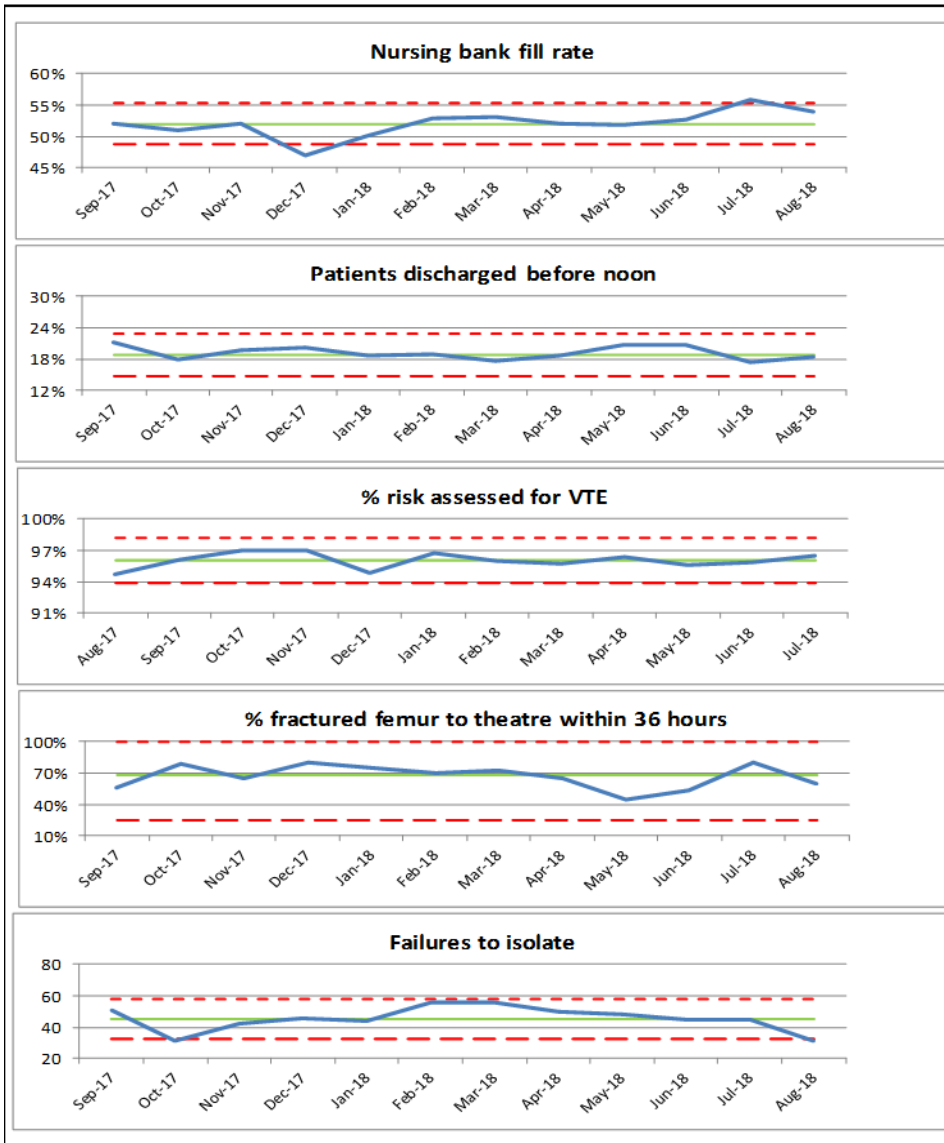 Nursing bank fill rate
60%
55%
50%
45%
Sep-17 Oct-17 Nov-17 Dec-17 Jan-18 Feb-18 Mar-18 Apr-18 May-18 Jun-18 Jul-18 Aug-18
Patients discharged before noon
30%
24%
18%
12%
Sep-17 Oct-17 Nov-17 Dec-17 Jan-18 Feb-18 Mar-18 Apr-18 May-18 Jun-18 Jul-18 Aug-18
% risk assessed for VTE
100%
97%
94%
91%
Aug-17 Sep-17 Oct-17 Nov-17 Dec-17 Jan-18 Feb-18 Mar-18 Apr-18 May-18 Jun-18 Jul-18
% fractured femur to theatre within 36 hours
100%
70%
40%
10%
Sep-17 Oct-17 Nov-17 Dec-17 Jan-18 Feb-18 Mar-18 Apr-18 May-18 Jun-18 Jul-18 Aug-18
Failures to isolate
80
60
40
20
Sep-17 Oct-17 Nov-17 Dec-17 Jan-18 Feb-18 Mar-18 Apr-18 May-18 Jun-18 Jul-18 Aug-18